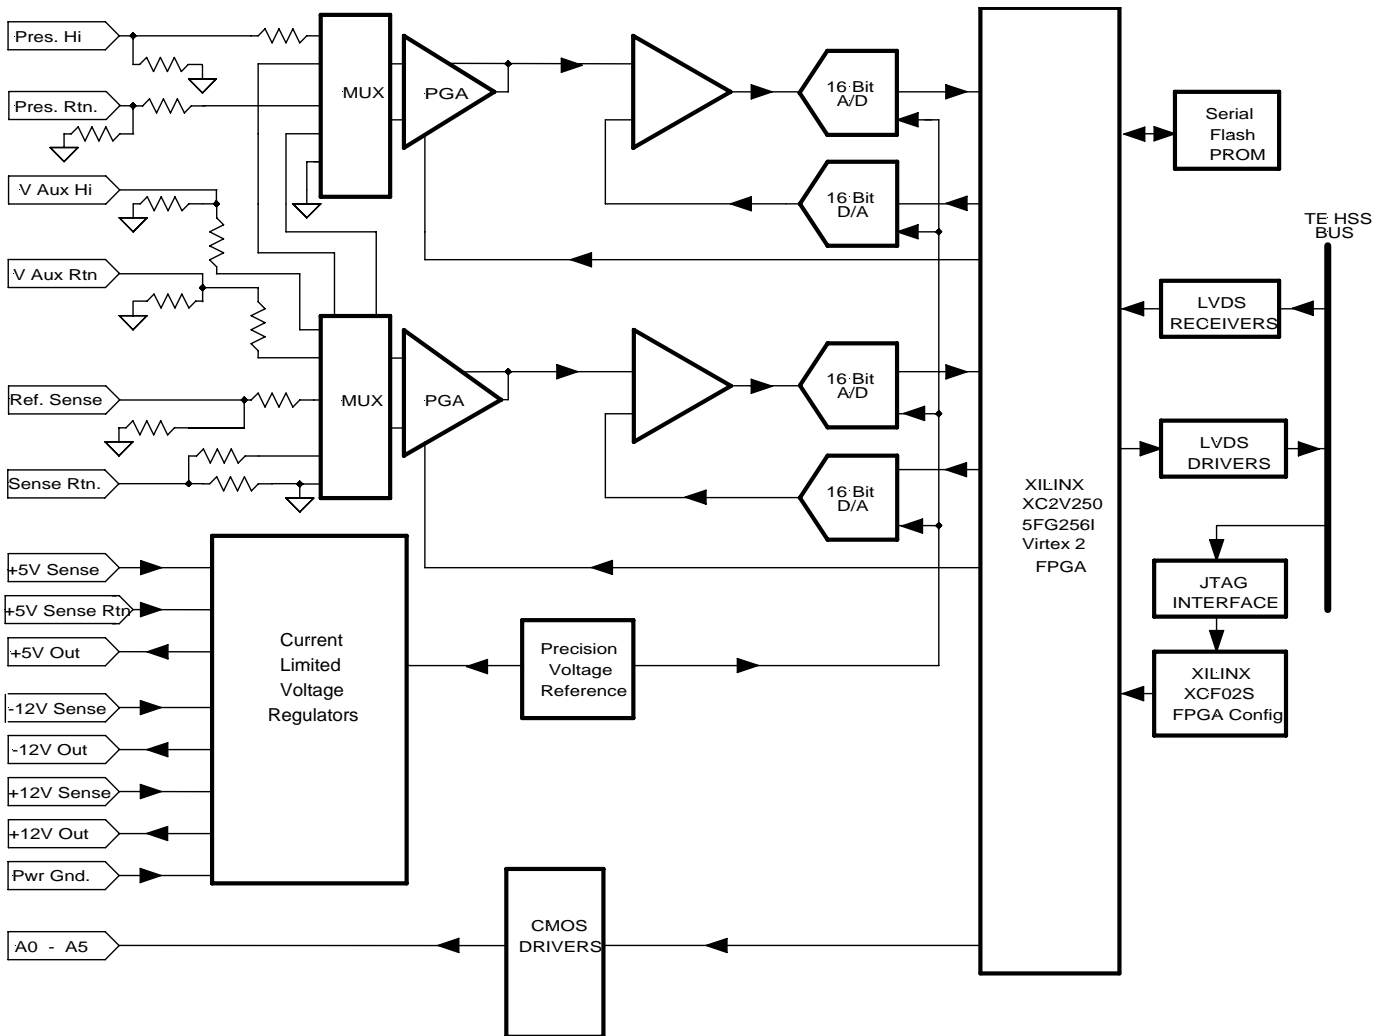 Pres. Hi
Pres. Rtn.
V Aux Hi
V Aux Rtn
Ref. Sense
Sense Rtn.
+5V Sense
+5V Sense Rtn
+5V Out
-12V Sense
-12V Out
+12V Sense
+12V Out
Pwr Gnd.
A0 - A5
MUX
PGA
16-Bit
A/D
16-Bit
D/A
MUX
PGA
16-Bit
A/D
16-Bit
D/A
Current
Limited
Voltage
Regulators
Precision
Voltage
Reference
CMOS
DRIVERS
XILINX
XC2V250
5FG256I
Virtex 2
FPGA
Serial
Flash
PROM
TE HSS
BUS
LVDS
RECEIVERS
LVDS
DRIVERS
JTAG
INTERFACE
XILINX
XCF02S
FPGA Config